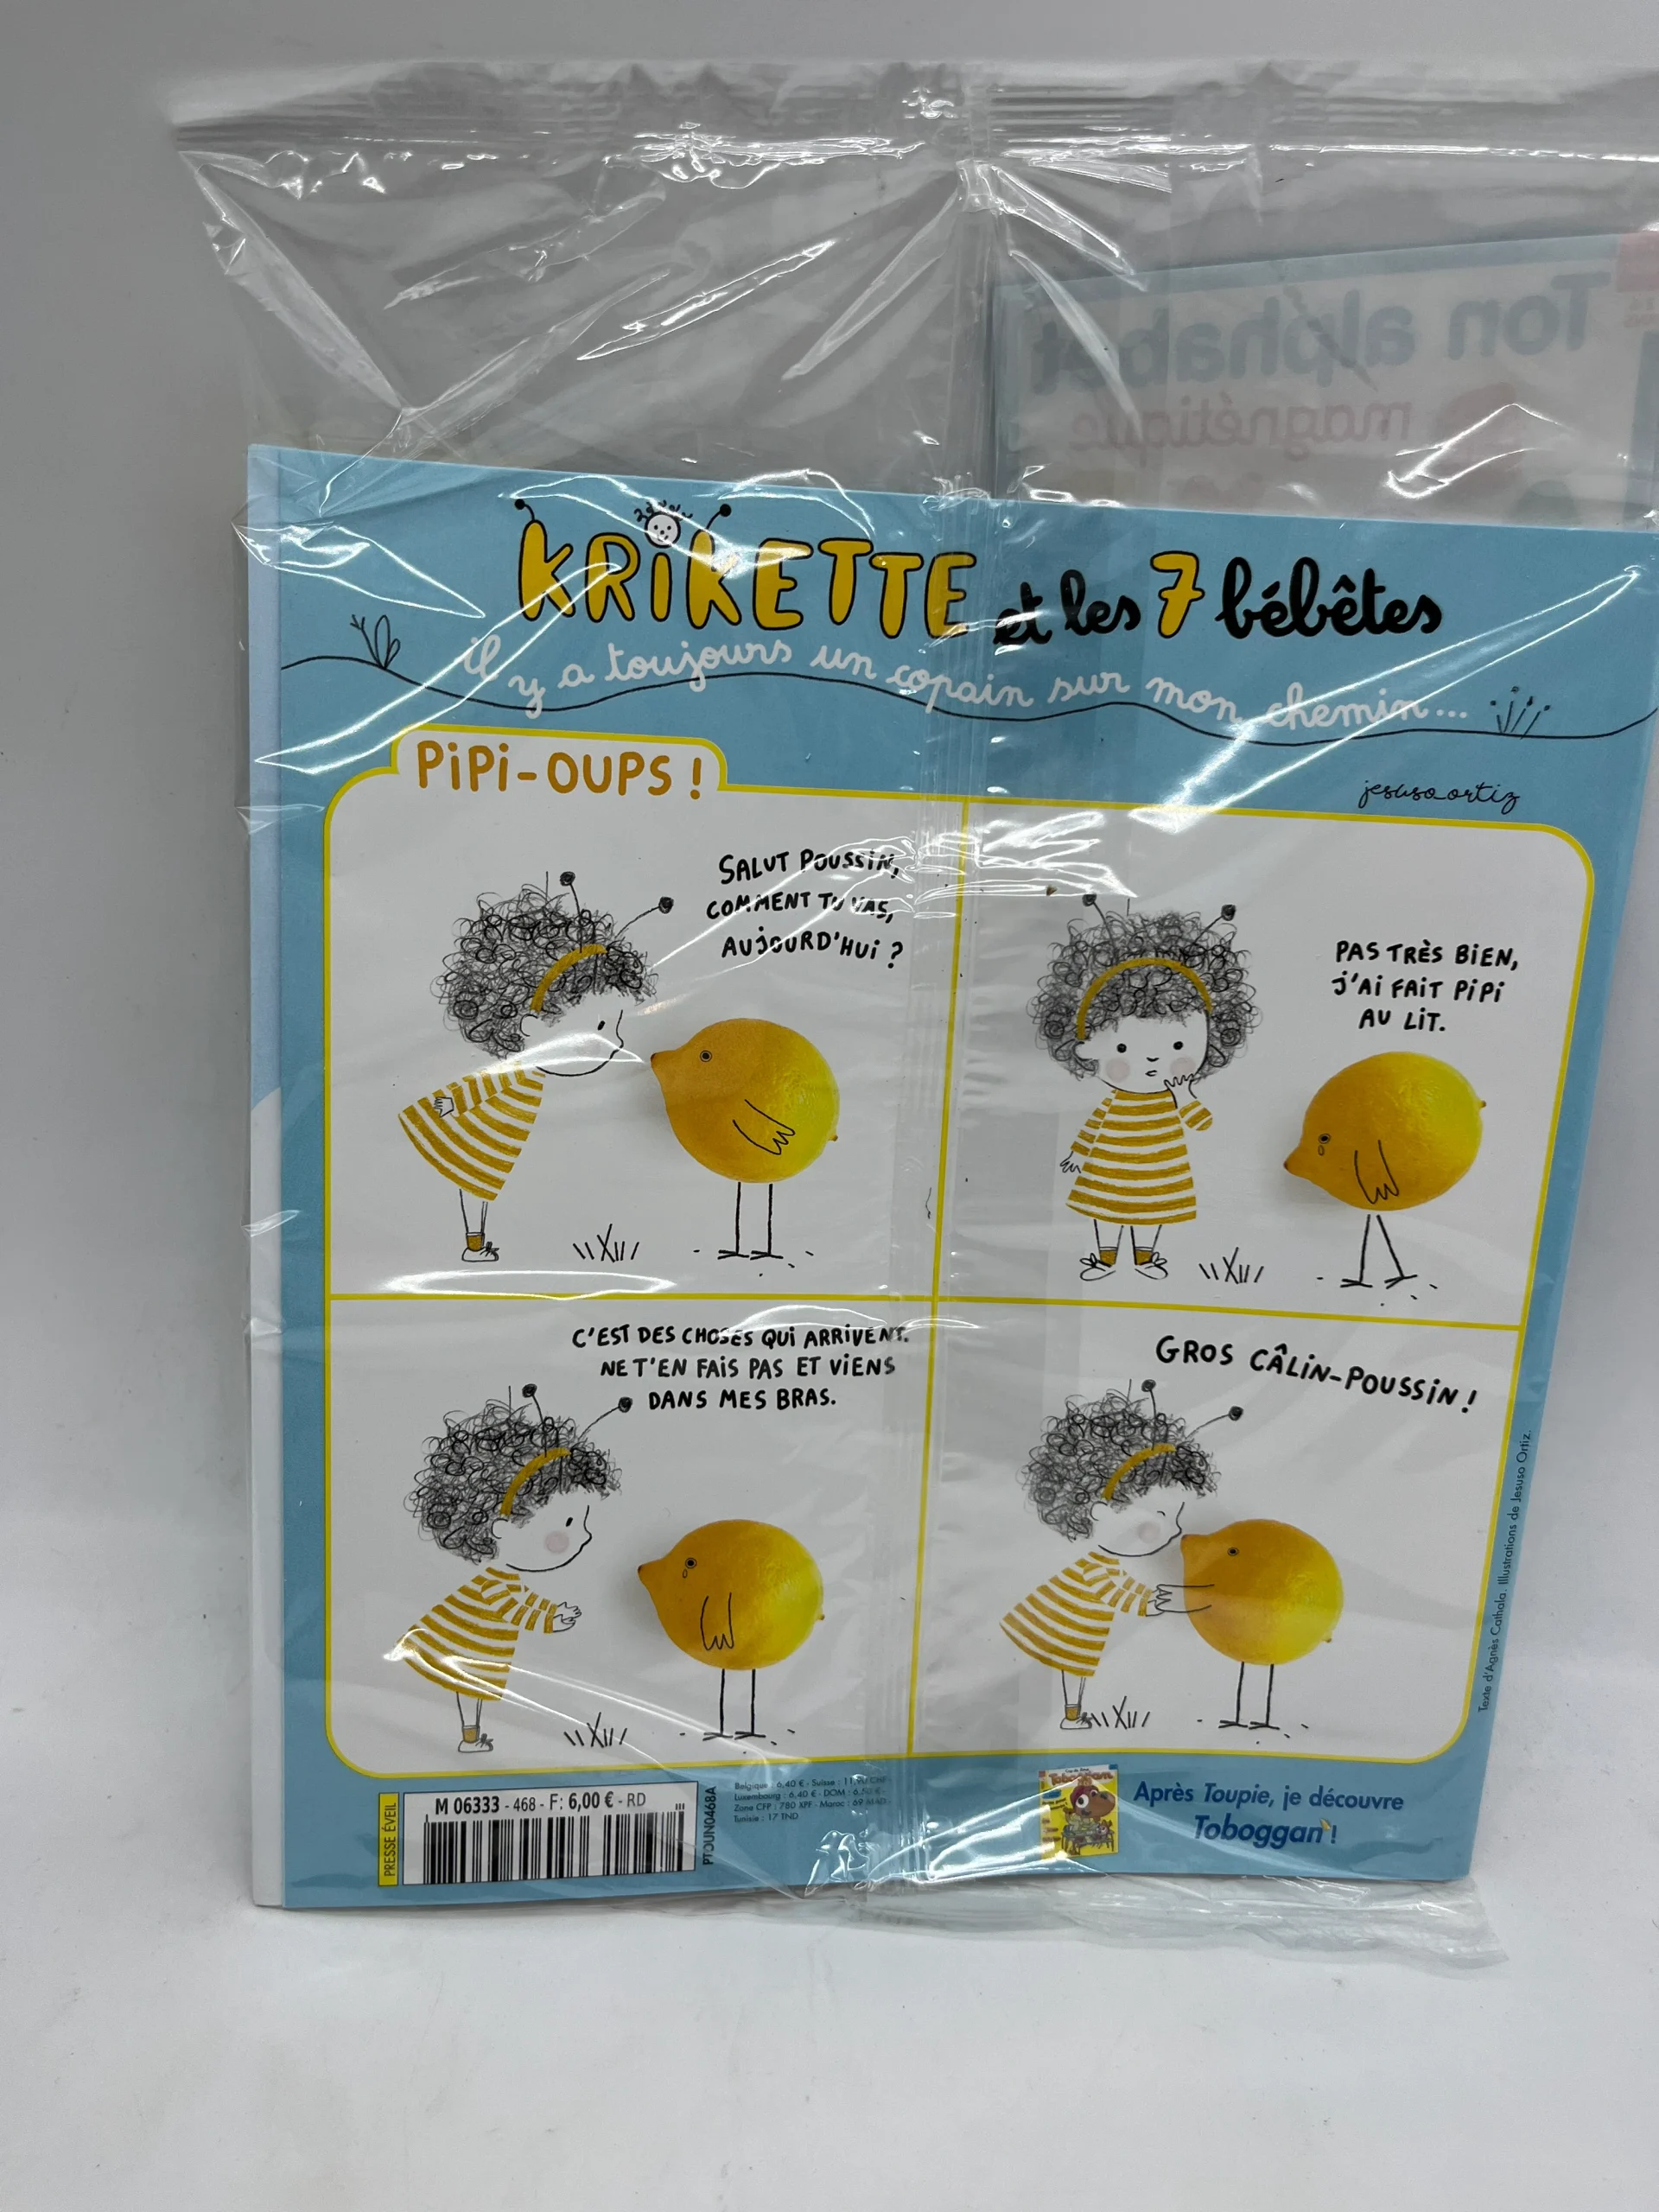 Ton alphabet
magnétique
KRiKETTE et les 7 bébêtes
il y a toujours un copain sur mon chemin...
PiPi-OUPS !
jesusoortiz
SALUT POUSSiN,
COMMENT TU VAS,
AUJOURD'HUi ?
PAS TRÈS BiEN,
J'Ai FAiT PiPi
AU LiT.
C'EST DES CHOSES QUi ARRiVENT.
NE T'EN FAiS PAS ET ViENS
DANS MES BRAS.
GROS CÂLiN-POUSSiN !
Texte d'Agnès Cathala. Illustrations de Jesuso Ortiz.
PRESSE ÉVEIL
M 06333 - 468 - F: 6,00 € - RD
PTOUN0468A
Belgique : 6,40 € - Suisse : 11,90 CHF
Luxembourg : 6,40 € - DOM : 6,50 € -
Zone CFP : 780 XPF - Maroc : 69 MAD
Tunisie : 17 TND
Toboggan
Après Toupie, je découvre
Toboggan !